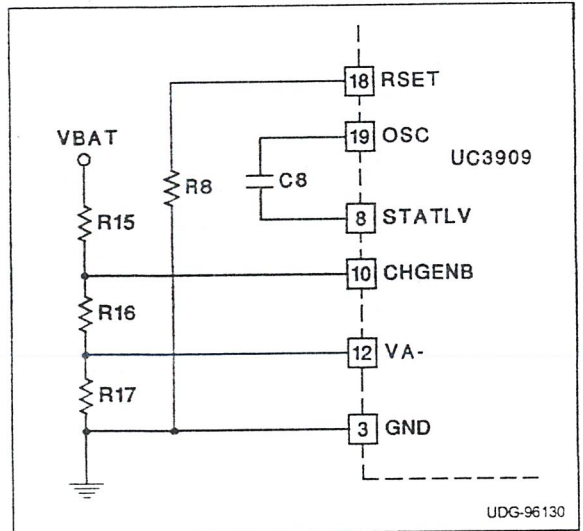 18 RSET
19 OSC
UC3909
VBAT
R8
C8
8 STATLV
R15
10 CHGENB
R16
12 VA-
R17
3 GND
UDG-96130